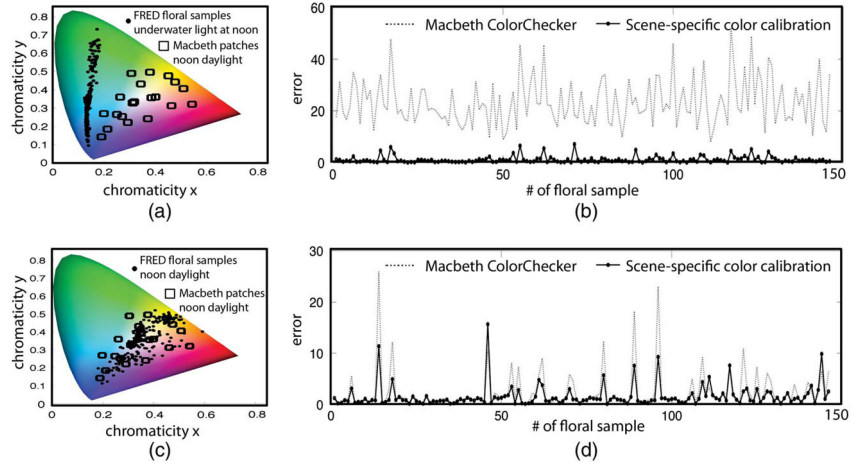 FRED floral samples
underwater light at noon
Macbeth patches
noon daylight
chromaticity y
0.8
0.7
0.6
0.5
0.4
0.3
0.2
0.1
0
0
0.2
0.4
0.6
0.8
chromaticity x
(a)
Macbeth ColorChecker
Scene-specific color calibration
error
60
40
20
0
0
50
100
150
# of floral sample
(b)
FRED floral samples
noon daylight
Macbeth patches
noon daylight
chromaticity y
0.8
0.7
0.6
0.5
0.4
0.3
0.2
0.1
0
0
0.2
0.4
0.6
0.8
chromaticity x
(c)
Macbeth ColorChecker
Scene-specific color calibration
error
30
20
10
0
0
50
100
150
# of floral sample
(d)